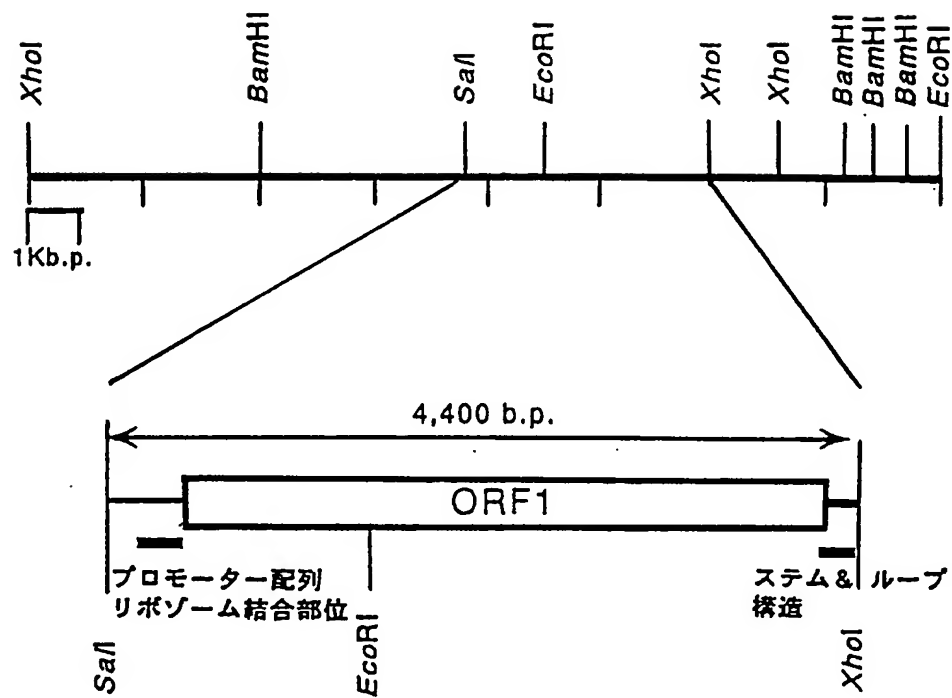 XhoI
BamHI
SalI
EcoRI
XhoI
XhoI
BamHI
BamHI
BamHI
EcoRI
1Kb.p.
4,400 b.p.
ORF1
プロモーター配列
リボゾーム結合部位
ステム& ループ
構造
SalI
EcoRI
XhoI